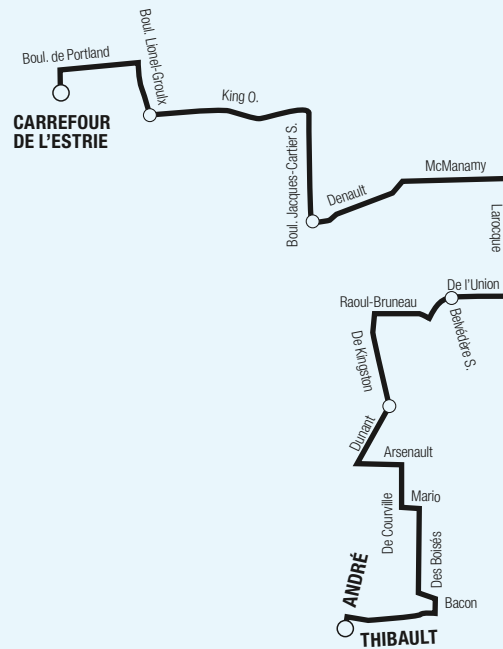 Boul. de Portland
Boul. Lionel-Groulx
CARREFOUR
DE L'ESTRIE
King O.
Boul. Jacques-Cartier S.
Denault
McManamy
Larocque
De l'Union
Belvédère S.
Raoul-Bruneau
De Kingston
Dunant
Arsenault
De Courville
Mario
Des Boisés
Bacon
ANDRÉ
THIBAULT